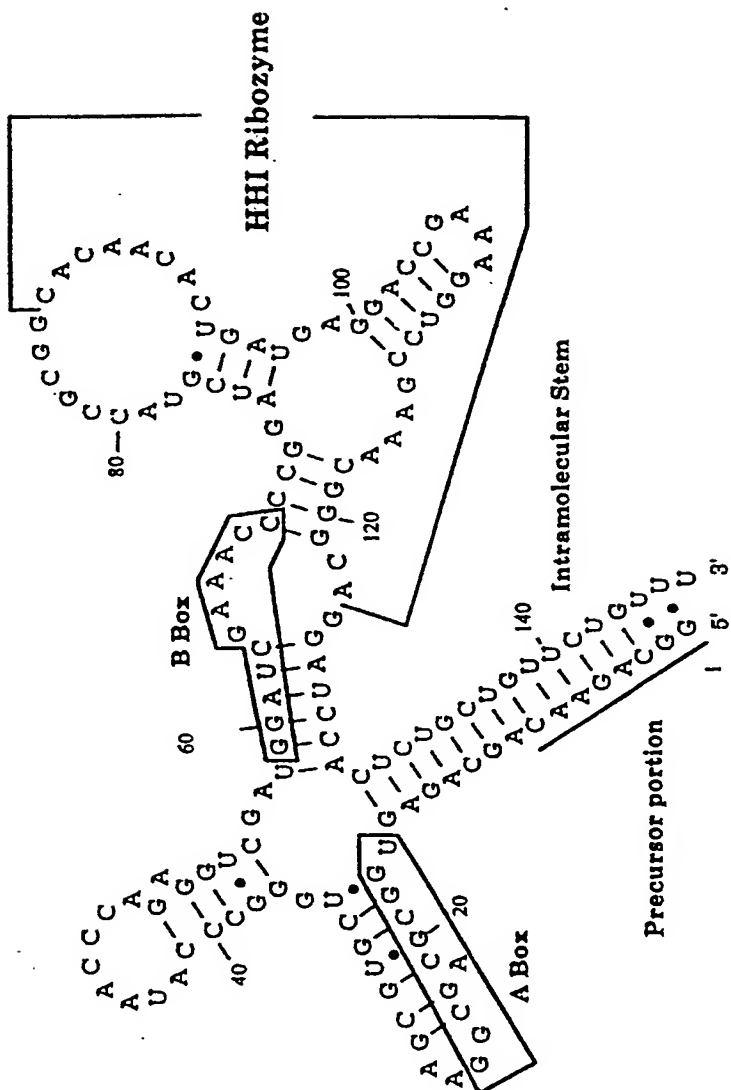 HHI Ribozyme
G G C A G A A C A G C A G A G
U G G C G C A G C G G A
A G C G U G C U G G G C C C A U A A C C C A G A G G U C G A U
G G A U C G A A A C C
C C G G A U C G U A C C G C G G C A C A A C A C U G A U G A
G G A C C G A A A G G U C C G A A A C G G G C A G G A U C C A
C U C U G C U G U U C U G U U U
80
100
B Box
120
60
40
20
A Box
Intramolecular Stem
140
Precursor portion
1
5'
3'